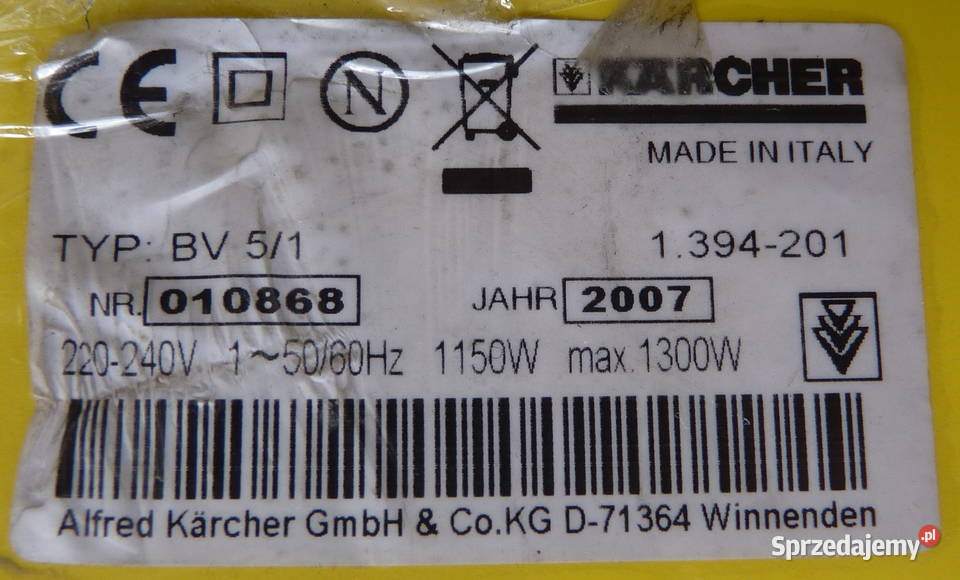 CE N KÄRCHER
MADE IN ITALY
TYP: BV 5/1 1.394-201
NR. 010868 JAHR 2007
220-240V 1~50/60Hz 1150W max.1300W
Alfred Kärcher GmbH & Co.KG D-71364 Winnenden
Sprzedajemy.pl